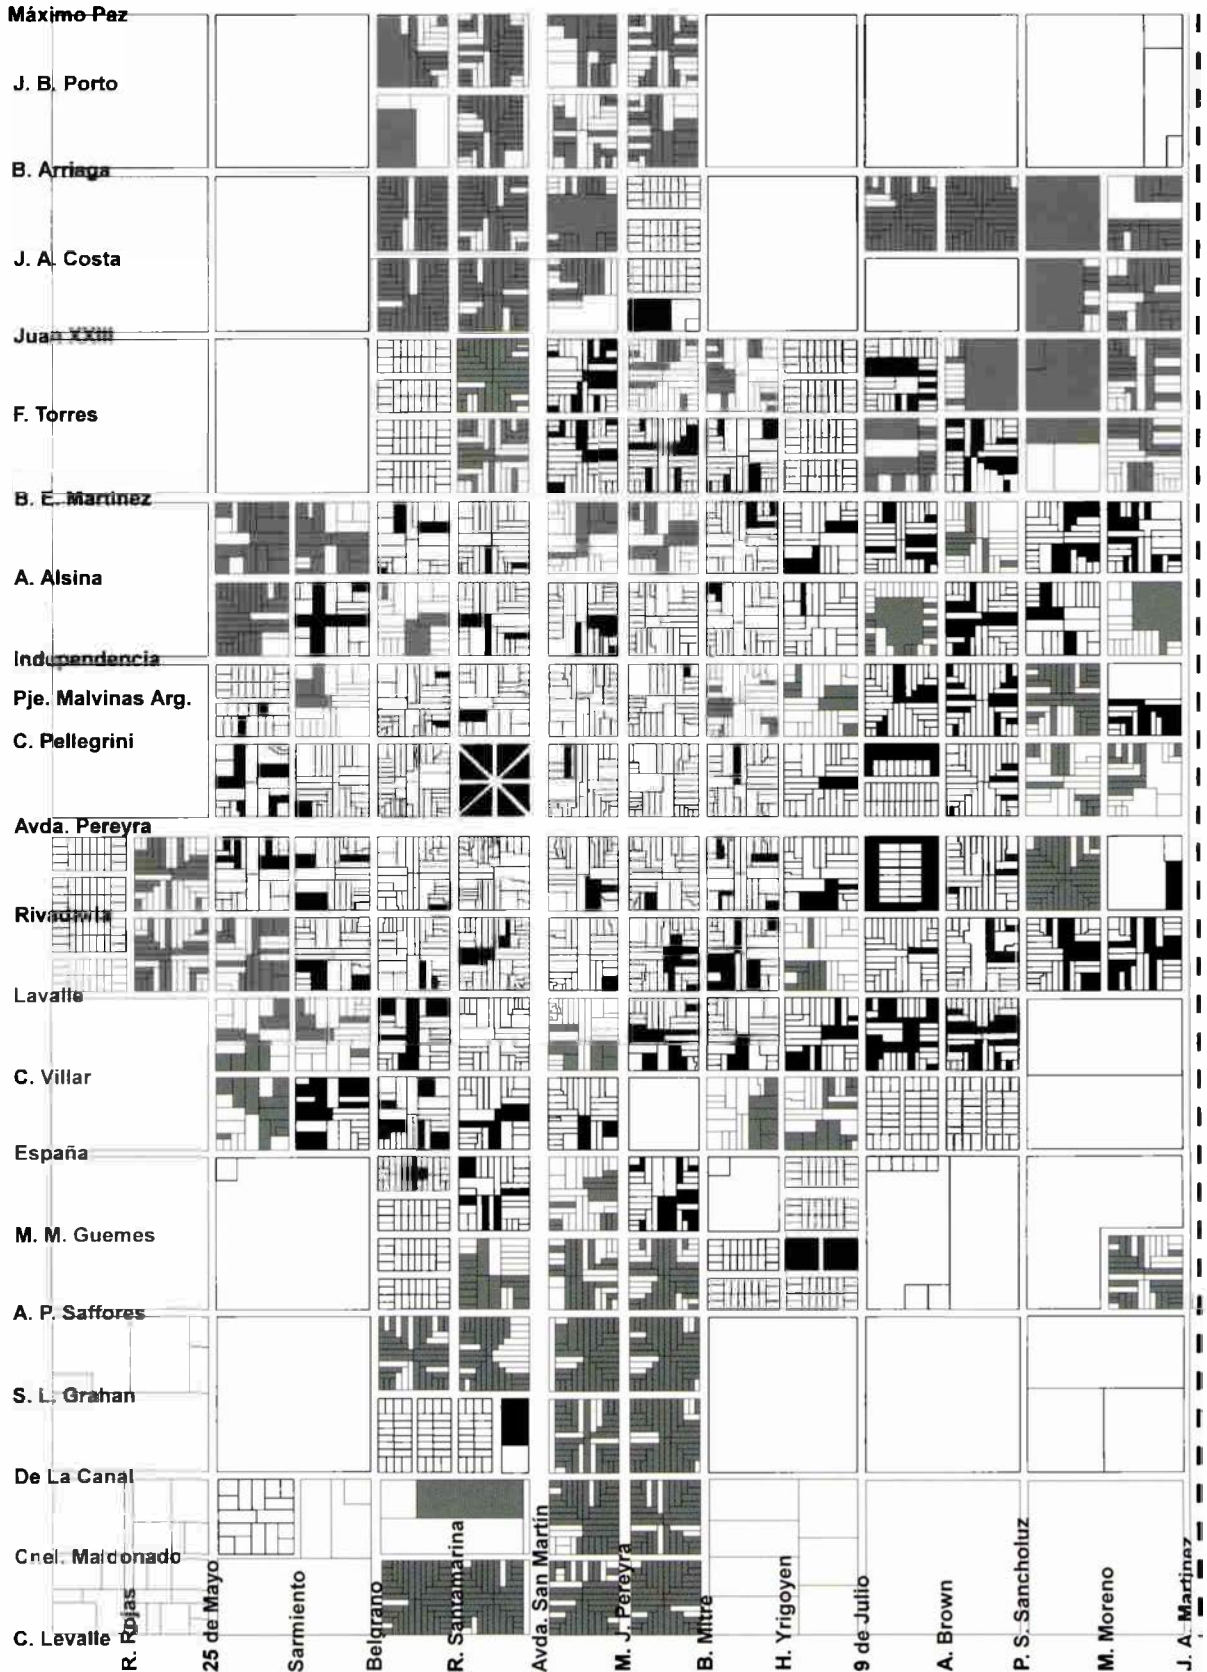 Máximo Paz
J. B. Porto
B. Arriaga
J. A. Costa
Juan XXIII
F. Torres
B. E. Martinez
A. Alsina
Independencia
Pje. Malvinas Arg.
C. Pellegrini
Avda. Pereyra
Rivadavia
Lavalle
C. Villar
España
M. M. Guemes
A. P. Saffores
S. L. Grahan
De La Canal
Cnel. Maldonado
C. Levalle
R. Rojas
25 de Mayo
Sarmiento
Belgrano
R. Santamarina
Avda. San Martín
M. J. Pereyra
B. Mitre
H. Yrigoyen
9 de Julio
A. Brown
P. S. Sancholuz
M. Moreno
J. A. Martinez